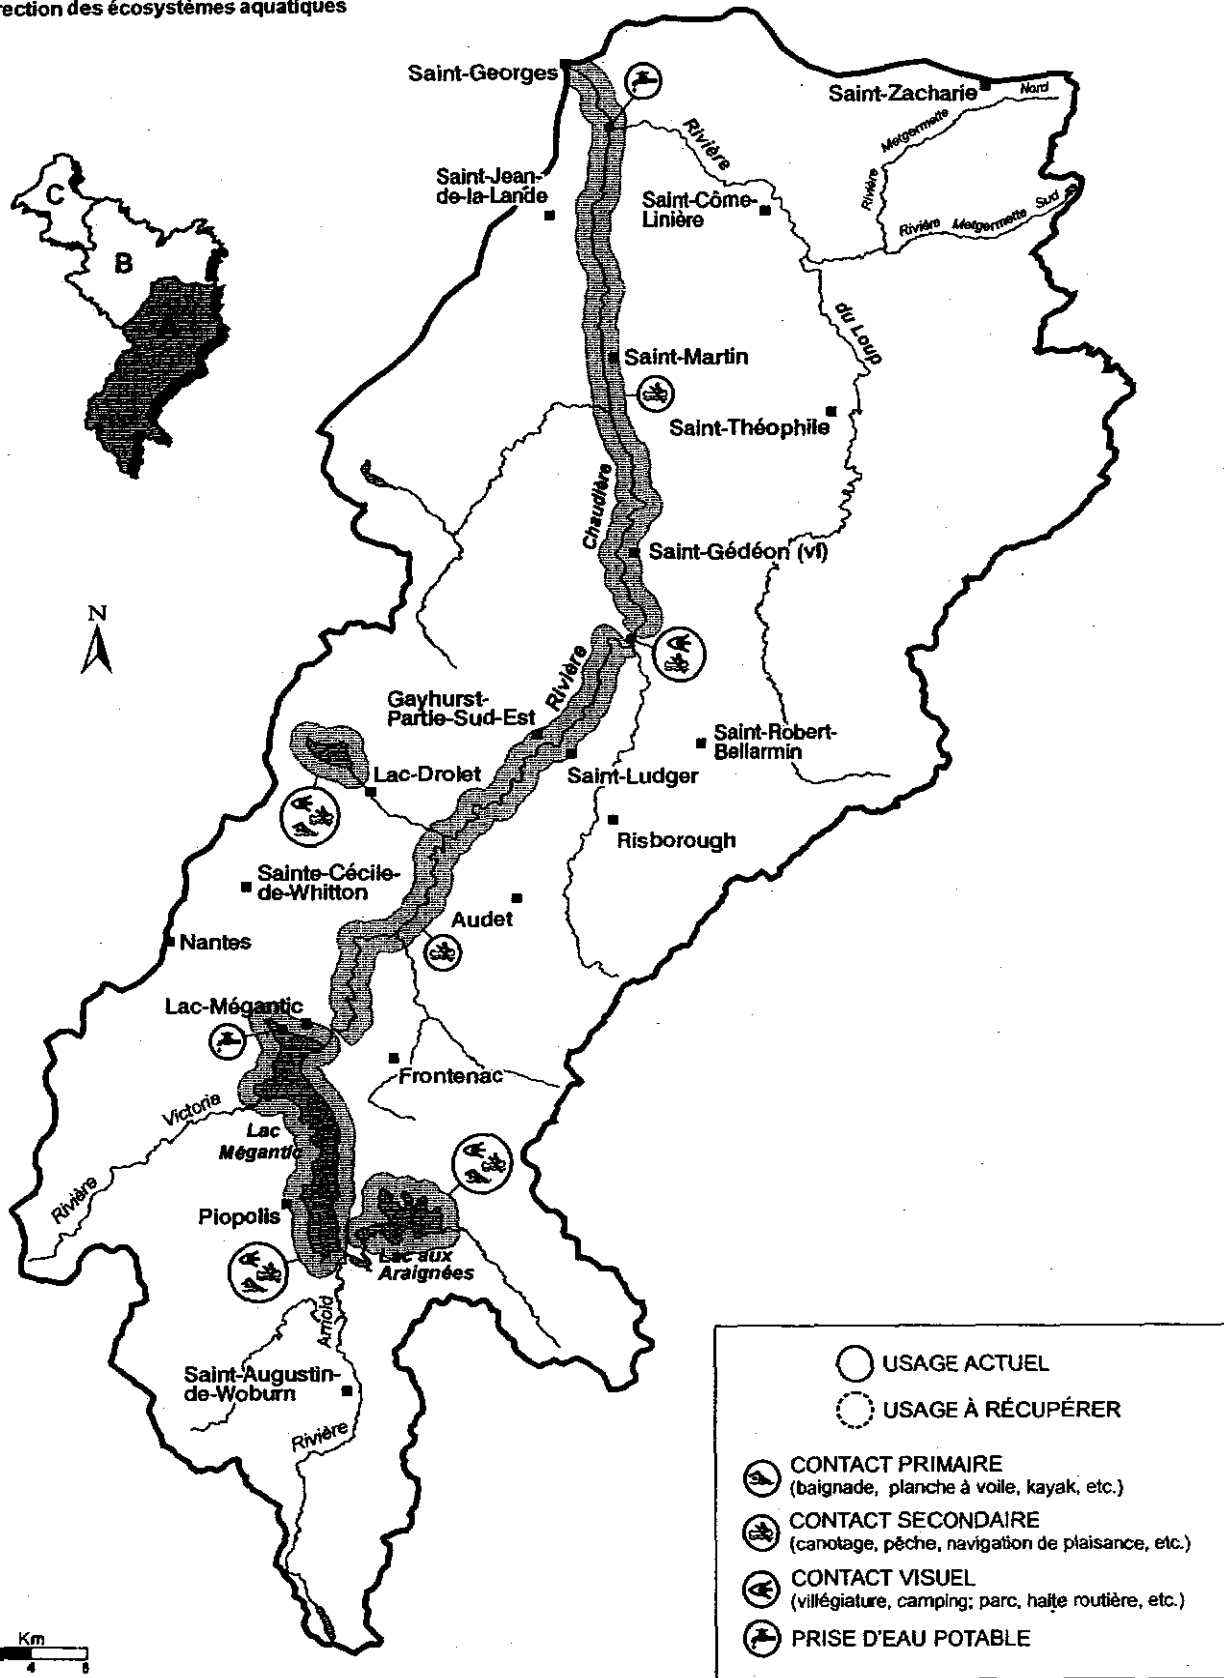 rection des écosystèmes aquatiques
Saint-Georges
Saint-Zacharie
Nord
Metgermette
Rivière
Rivière
Saint-Jean-
de-la-Lande
Saint-Côme-
Linière
Rivière Metgermette Sud
C
B
A
du Loup
Saint-Martin
Saint-Théophile
Chaudière
Saint-Gédéon (vl)
N
Rivière
Gayhurst-
Partie-Sud-Est
Saint-Robert-
Bellarmin
Lac-Drolet
Saint-Ludger
Risborough
Sainte-Cécile-
de-Whitton
Audet
Nantes
Lac-Mégantic
Frontenac
Victoria
Rivière
Lac
Mégantic
Piopolis
Lac aux
Araignées
Arnold
Saint-Augustin-
de-Woburn
Rivière
USAGE ACTUEL
USAGE À RÉCUPÉRER
CONTACT PRIMAIRE
(baignade, planche à voile, kayak, etc.)
CONTACT SECONDAIRE
(canotage, pêche, navigation de plaisance, etc.)
CONTACT VISUEL
(villégiature, camping; parc, halte routière, etc.)
PRISE D'EAU POTABLE
Km
4 8